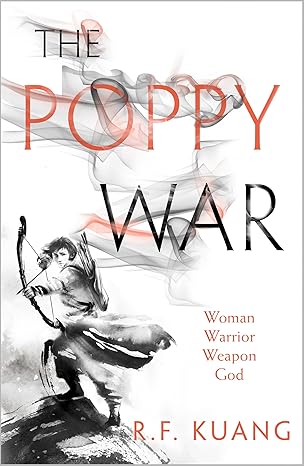 THE
POPPY
WAR
Woman
Warrior
Weapon
God
R.F. KUANG